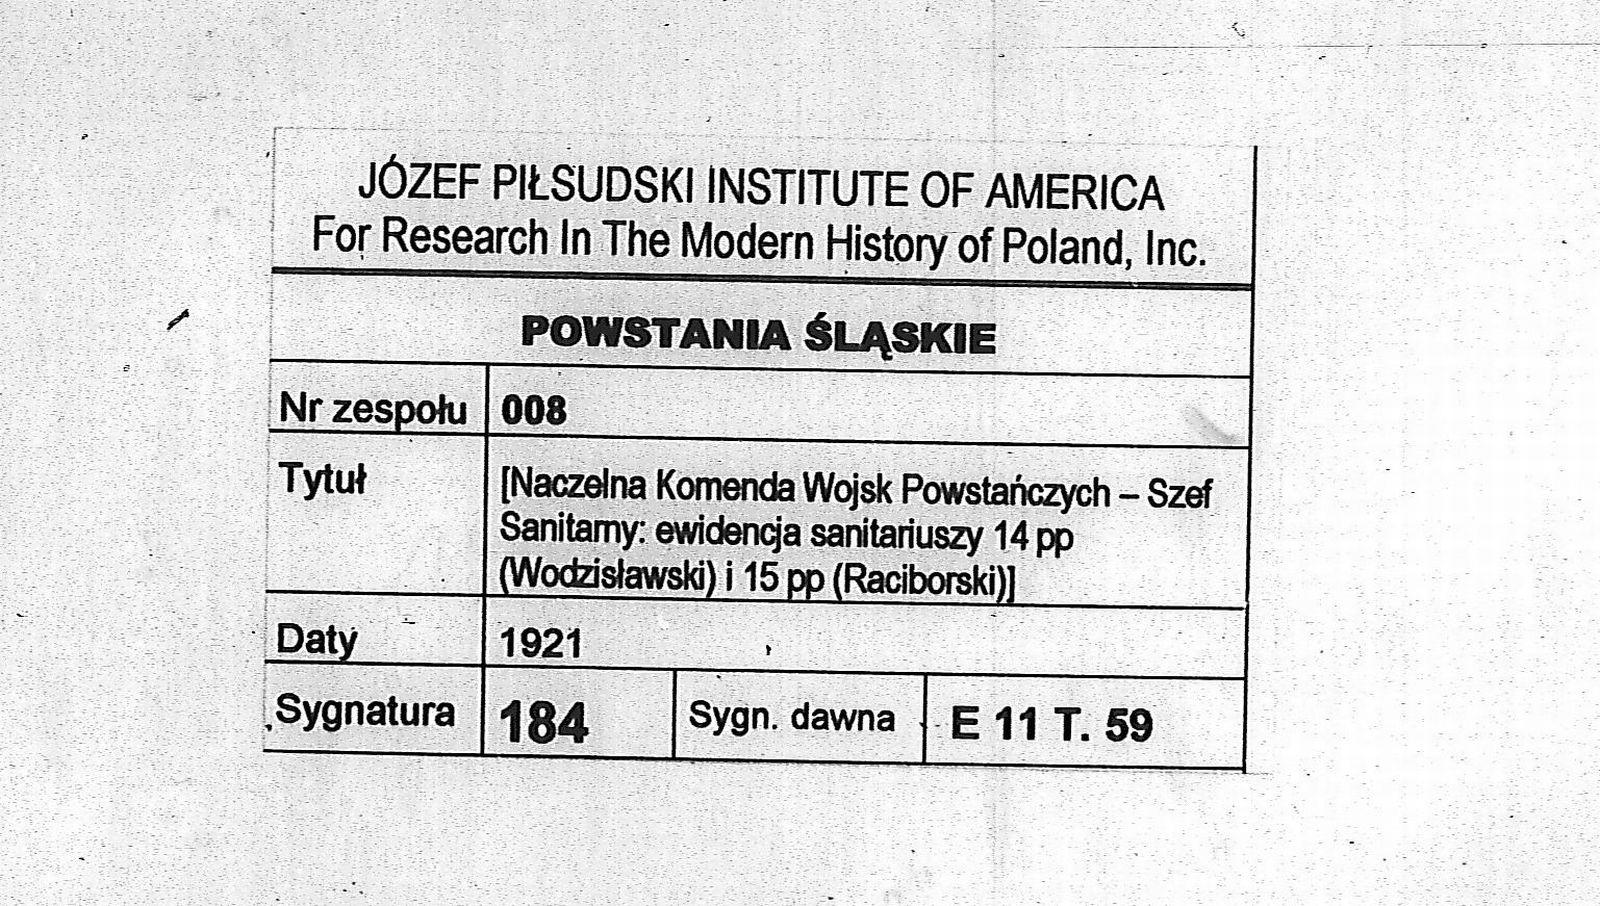 JÓZEF PIŁSUDSKI INSTITUTE OF AMERICA
For Research In The Modern History of Poland, Inc.
POWSTANIA ŚLĄSKIE
Nr zespołu 008
Tytuł [Naczelna Komenda Wojsk Powstańczych – Szef
Sanitarny: ewidencja sanitariuszy 14 pp
(Wodzisławski) i 15 pp (Raciborski)]
Daty 1921
Sygnatura 184 Sygn. dawna E 11 T. 59